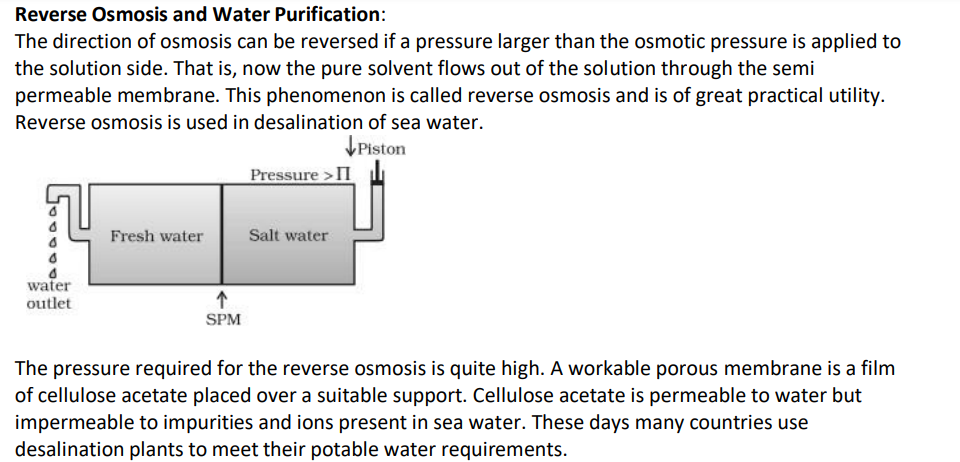 Reverse Osmosis and Water Purification:
The direction of osmosis can be reversed if a pressure larger than the osmotic pressure is applied to
the solution side. That is, now the pure solvent flows out of the solution through the semi
permeable membrane. This phenomenon is called reverse osmosis and is of great practical utility.
Reverse osmosis is used in desalination of sea water.
↓Piston
Pressure >Π
Fresh water
Salt water
water
outlet
↑
SPM
The pressure required for the reverse osmosis is quite high. A workable porous membrane is a film
of cellulose acetate placed over a suitable support. Cellulose acetate is permeable to water but
impermeable to impurities and ions present in sea water. These days many countries use
desalination plants to meet their potable water requirements.